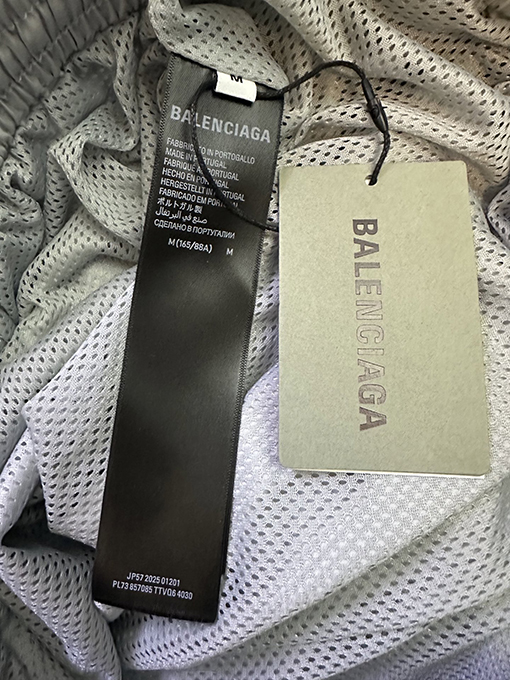 M
BALENCIAGA
FABBRICATO IN PORTOGALLO
MADE IN PORTUGAL
FABRIQUÉ PORTUGAL
HECHO EN PORTUGAL
HERGESTELLT IN PORTUGAL
FABRICADO EM PORTUGAL
ポルトガル製
صنع في البرتغال
СДЕЛАНО В ПОРТУГАЛИИ
M (165/88A) M
JP57 2025 01201
PL73 657085 TTVQ6 4030
BALENCIAGA